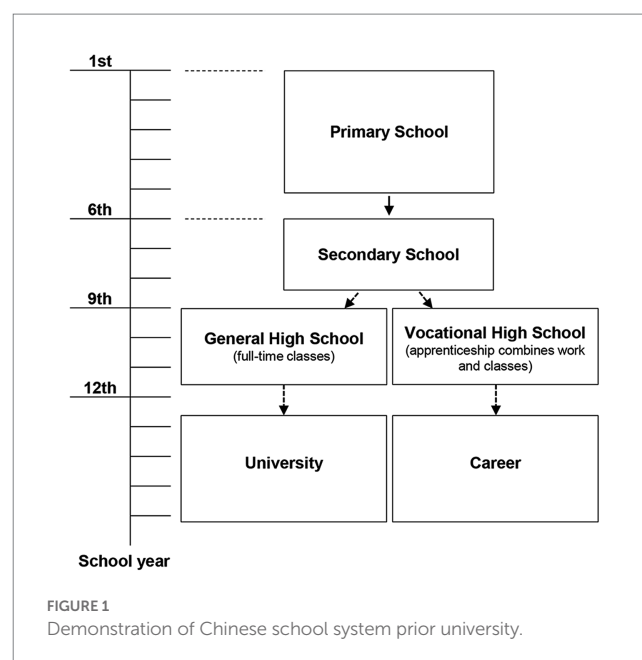 1st
Primary School
6th
Secondary School
9th
General High School
(full-time classes)
Vocational High School
(apprenticeship combines work
and classes)
12th
University
Career
School year
FIGURE 1
Demonstration of Chinese school system prior university.